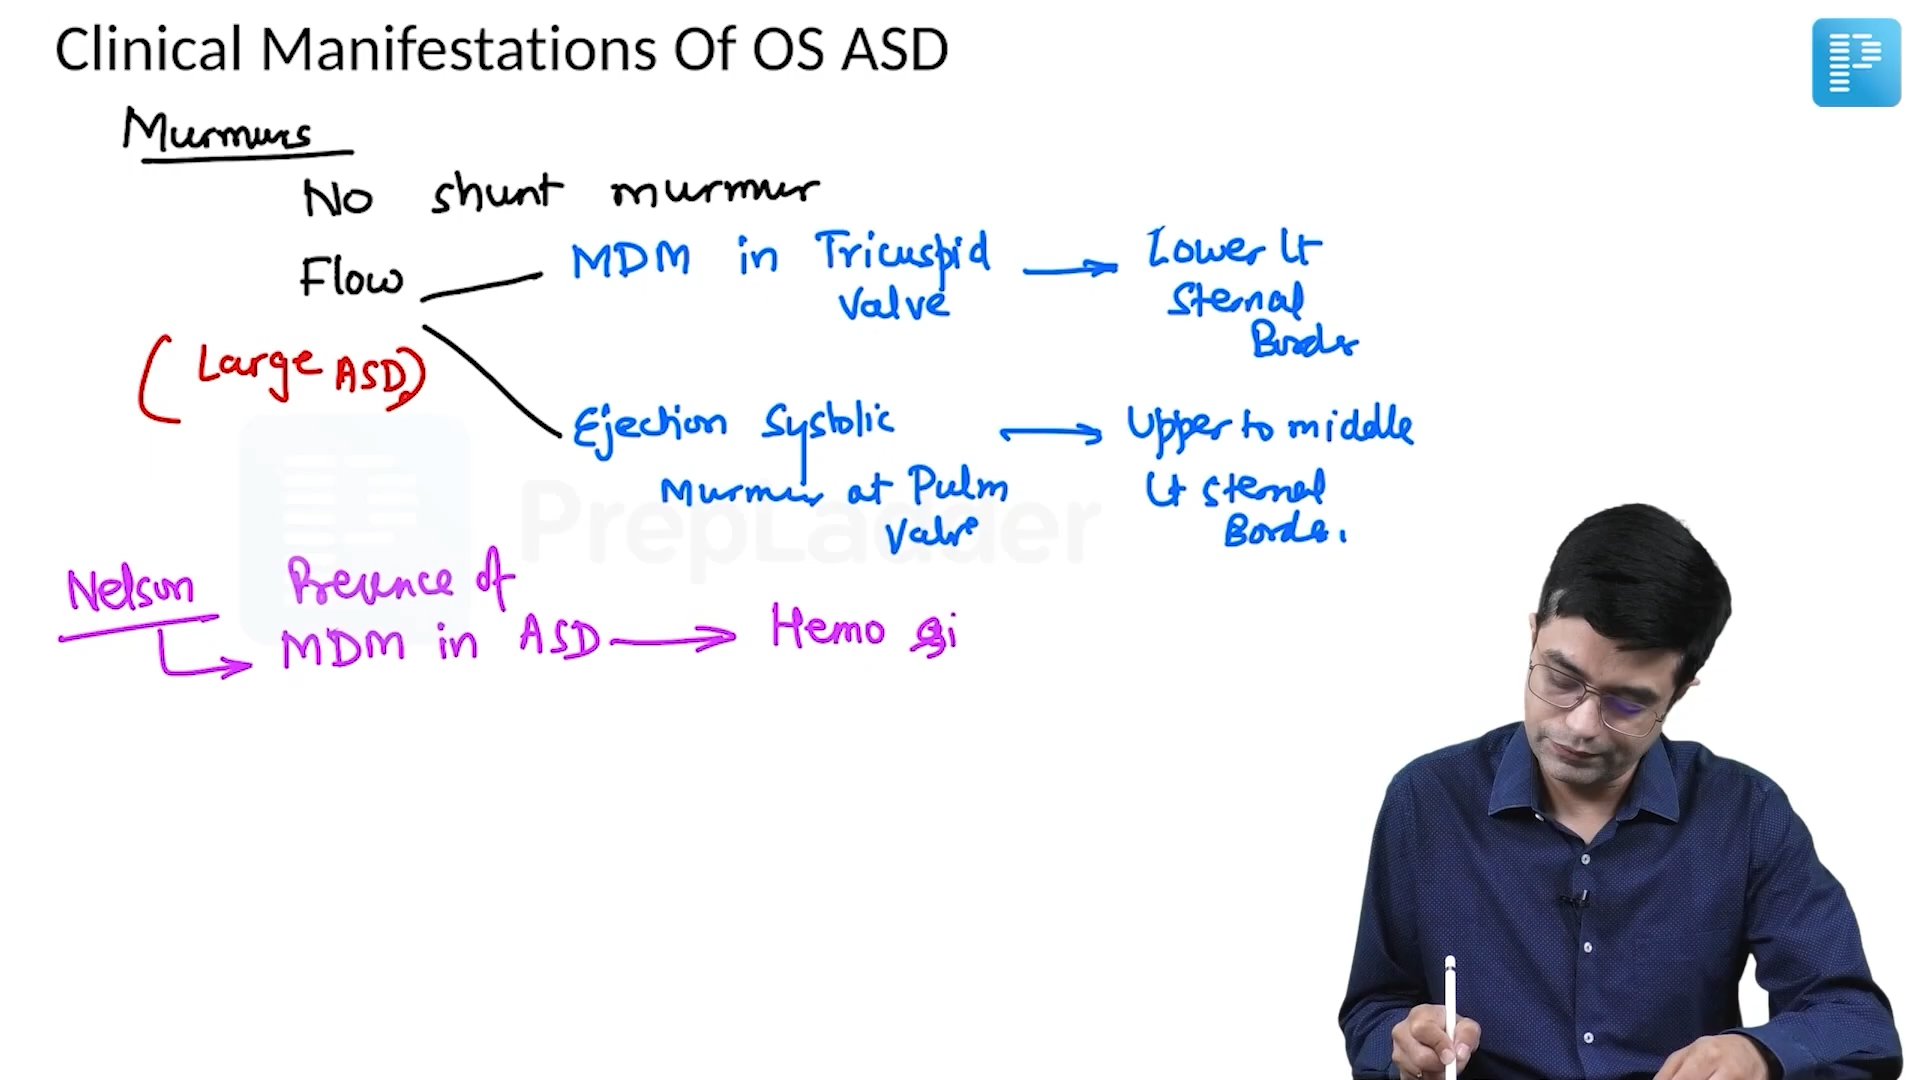 Clinical Manifestations Of OS ASD
Murmurs
No shunt murmur
Flow
MDM in Tricuspid
Valve
Lower Lt
Sternal
Border
(Large ASD)
Ejection Systolic
Murmur at Pulm
Valve
Upper to middle
Lt Sternal
Border.
PrepLadder
Nelson
Presence of
MDM in ASD
Hemo si